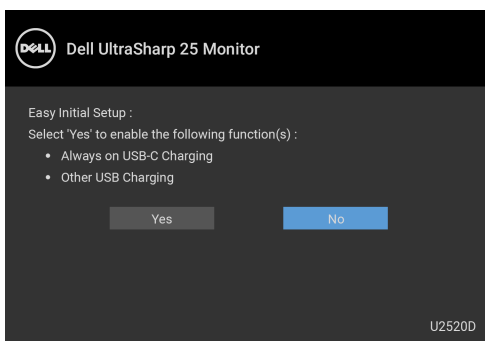 DELL Dell UltraSharp 25 Monitor
Easy Initial Setup :
Select 'Yes' to enable the following function(s) :
• Always on USB-C Charging
• Other USB Charging
Yes No
U2520D